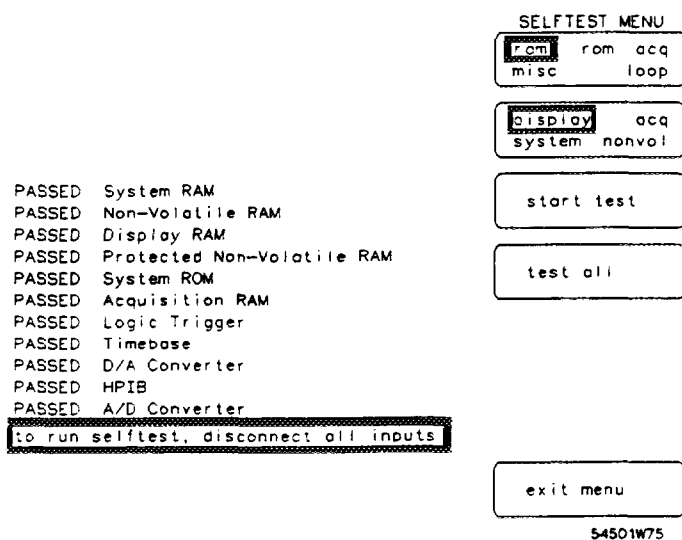 SELFTEST MENU
ram rom acq
misc loop
display acq
system nonvol
start test
test all
PASSED System RAM
PASSED Non-Volatile RAM
PASSED Display RAM
PASSED Protected Non-Volatile RAM
PASSED System ROM
PASSED Acquisition RAM
PASSED Logic Trigger
PASSED Timebase
PASSED D/A Converter
PASSED HPIB
PASSED A/D Converter
to run selftest, disconnect all inputs
exit menu
54501W75